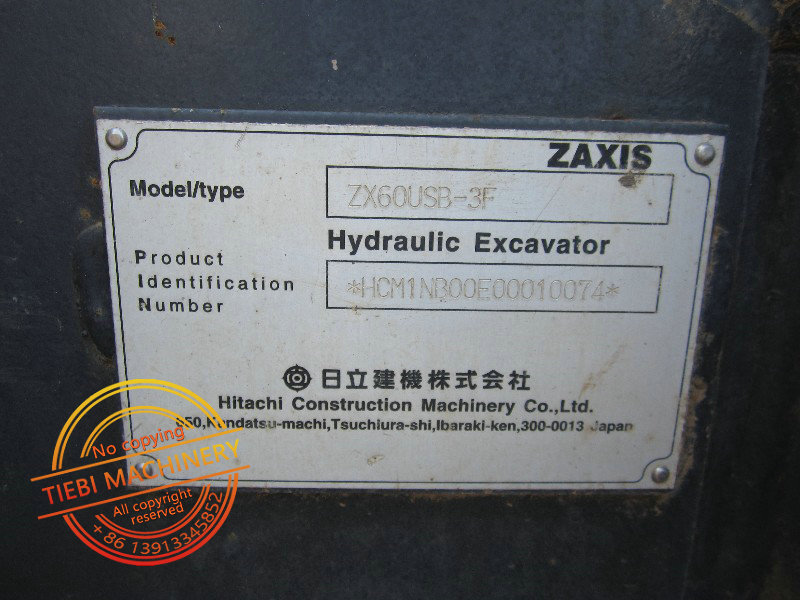 ZAXIS
Model/type
ZX60USB-3F
Hydraulic Excavator
Product
Identification
Number
*HCM1NB00E00010074*
日立建機株式会社
Hitachi Construction Machinery Co.,Ltd.
650,Kandatsu-machi,Tsuchiura-shi,Ibaraki-ken,300-0013 Japan
No copying
TIEBI MACHINERY
All copyright
reserved
+86 13913345852